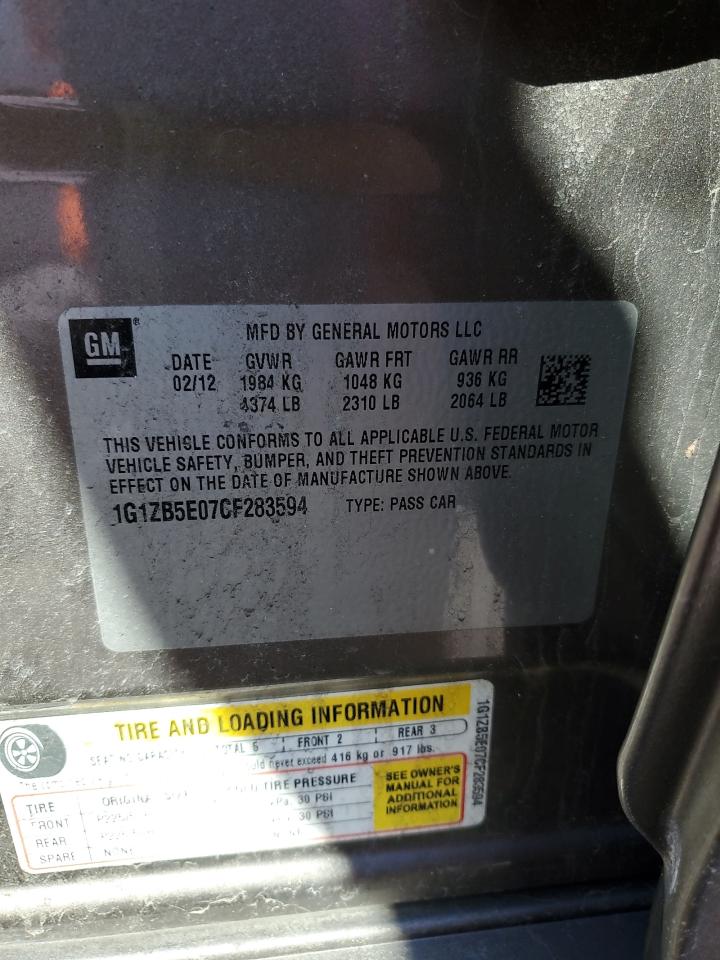 GM
MFD BY GENERAL MOTORS LLC
DATE GVWR GAWR FRT GAWR RR
02/12 1984 KG 1048 KG 936 KG
4374 LB 2310 LB 2064 LB
THIS VEHICLE CONFORMS TO ALL APPLICABLE U.S. FEDERAL MOTOR
VEHICLE SAFETY, BUMPER, AND THEFT PREVENTION STANDARDS IN
EFFECT ON THE DATE OF MANUFACTURE SHOWN ABOVE.
1G1ZB5E07CF283594 TYPE: PASS CAR
TIRE AND LOADING INFORMATION
SEATING CAPACITY TOTAL 5 FRONT 2 REAR 3
never exceed 416 kg or 917 lbs.
TIRE TIRE PRESSURE
FRONT 30 PSI
REAR 30 PSI
SPARE
SEE OWNER'S
MANUAL FOR
ADDITIONAL
INFORMATION
1G1ZB5E07CF283594